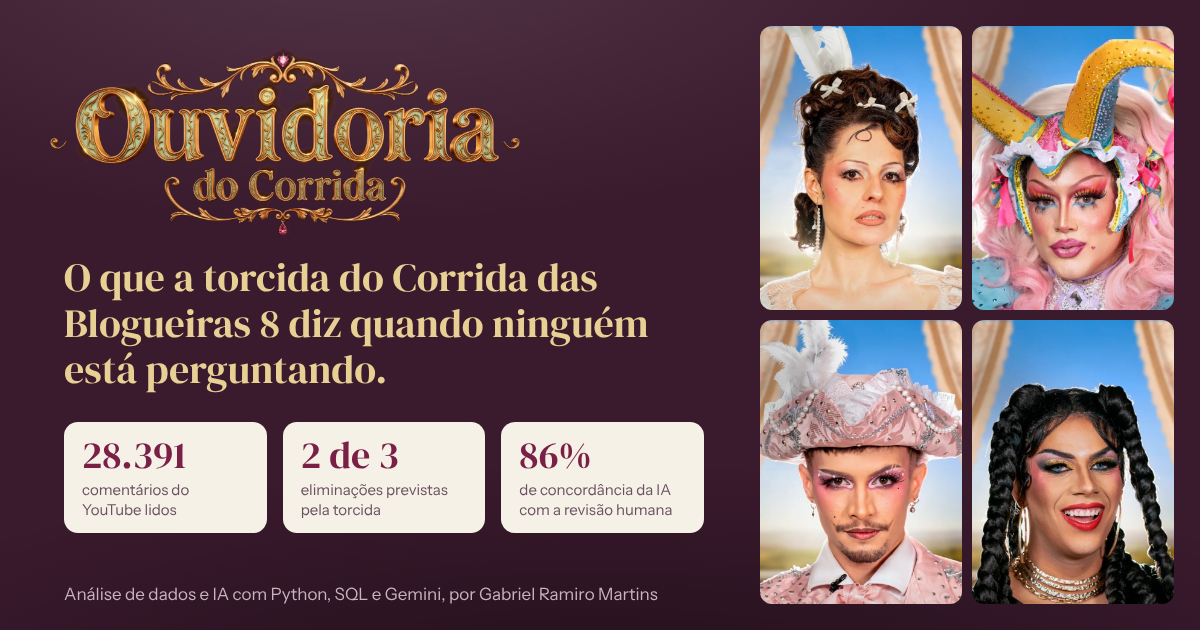 Ouvidoria
do Corrida
O que a torcida do Corrida das
Blogueiras 8 diz quando ninguém
está perguntando.
28.391
comentários do
YouTube lidos
2 de 3
eliminações previstas
pela torcida
86%
de concordância da IA
com a revisão humana
Análise de dados e IA com Python, SQL e Gemini, por Gabriel Ramiro Martins